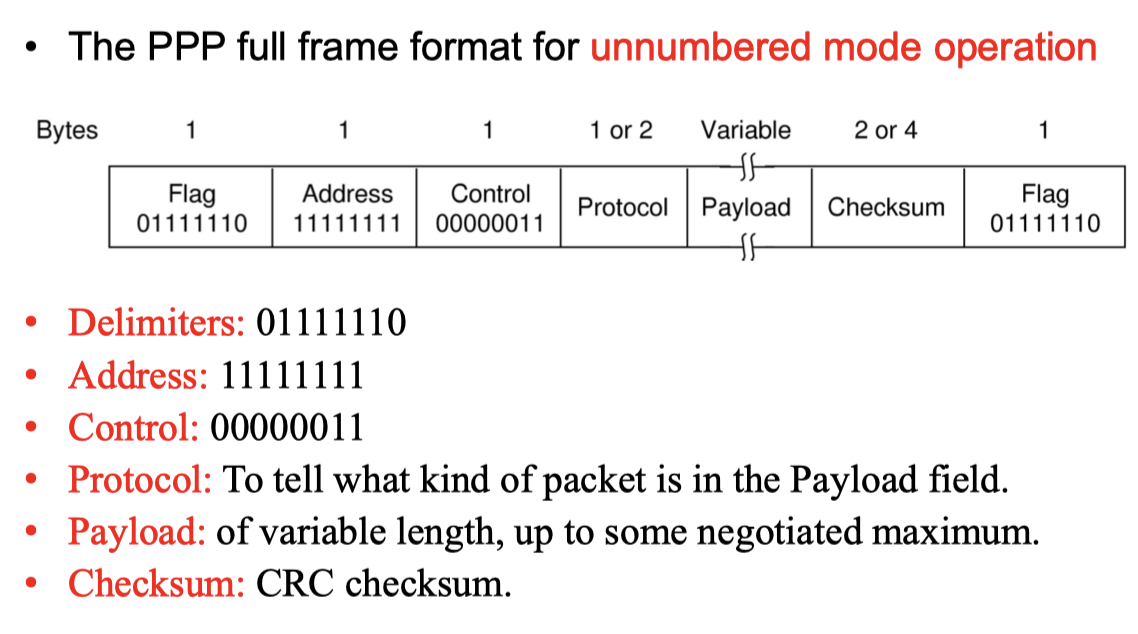 • The PPP full frame format for unnumbered mode operation
Bytes 1 1 1 1 or 2 Variable 2 or 4 1
Flag Address Control Protocol Payload Checksum Flag
01111110 11111111 00000011 01111110
• Delimiters: 01111110
• Address: 11111111
• Control: 00000011
• Protocol: To tell what kind of packet is in the Payload field.
• Payload: of variable length, up to some negotiated maximum.
• Checksum: CRC checksum.